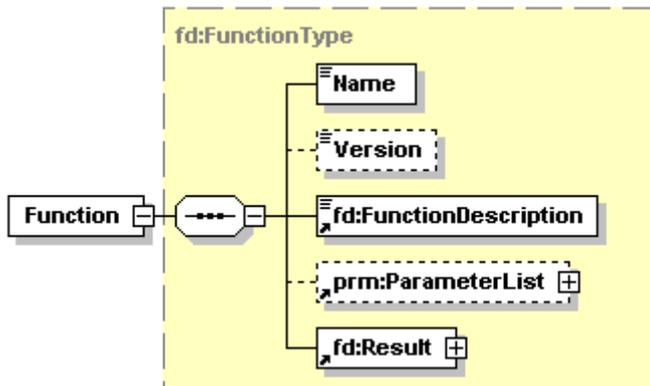 fd:FunctionType
Name
Version
Function
fd:FunctionDescription
prm:ParameterList
fd:Result